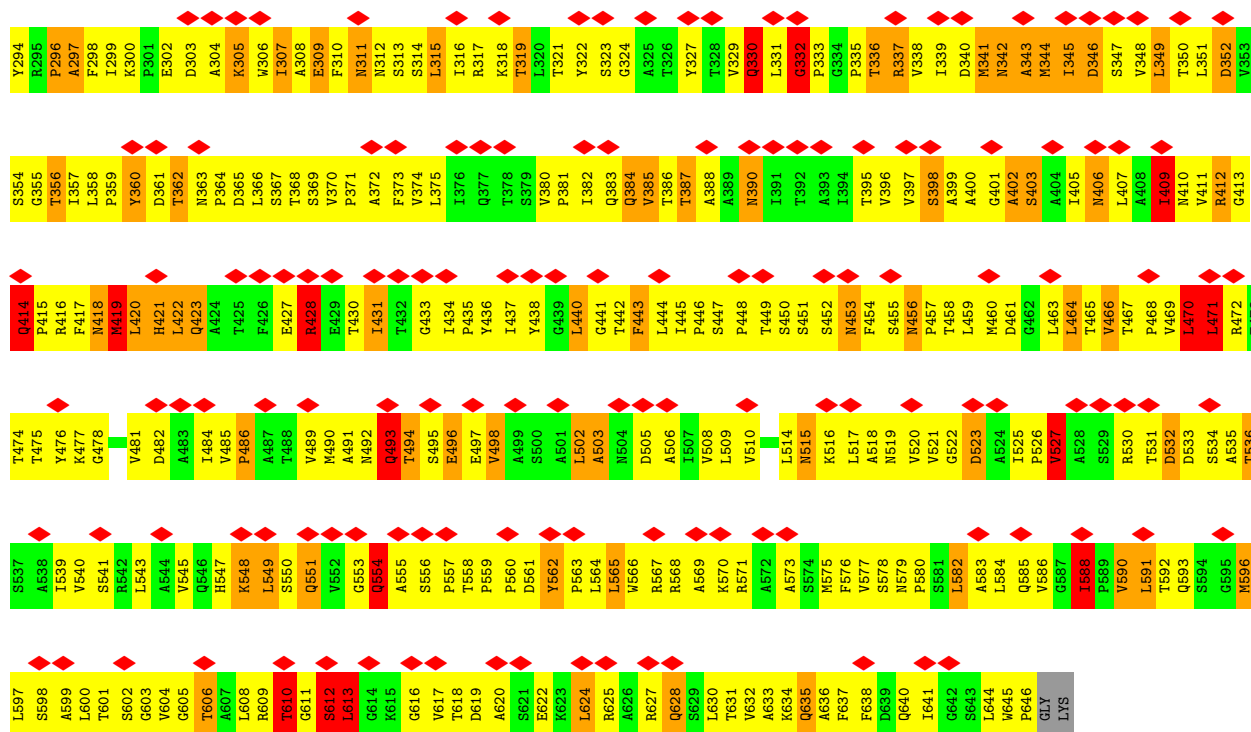 Y294 R295 P296 A297 F298 I299 K300 P301 E302 D303 A304 K305 W306 I307 A308 E309 F310 N311 N312 S313 S314 L315 I316 R317 K318 T319 L320 T321 Y322 S323 G324 A325 T326 Y327 T328 V329 Q330 L331 G332 P333 G334 P335 T336 R337 V338 I339 D340 M341 N342 A343 M344 I345 D346 S347 V348 L349 T350 L351 D352 V353
S354 G355 T356 I357 L358 P359 Y360 D361 T362 N363 P364 D365 L366 S367 T368 S369 V370 P371 A372 F373 V374 L375 I376 Q377 T378 S379 V380 P381 I382 Q383 Q384 V385 T386 T387 A388 A389 N390 I391 T392 A393 I394 T395 V396 V397 S398 A399 A400 G401 A402 S403 A404 I405 N406 L407 A408 I409 N410 V411 R412 G413
Q414 P415 R416 F417 N418 M419 L420 H421 L422 Q423 A424 T425 F426 E427 R428 E429 T430 I431 T432 G433 I434 P435 Y436 I437 Y438 G439 L440 G441 T442 F443 L444 I445 P446 S447 P448 T449 S450 S451 S452 N453 F454 S455 N456 P457 T458 L459 M460 D461 G462 L463 L464 T465 V466 T467 P468 V469 L470 L471 R472
T474 T475 Y476 K477 G478 V481 D482 A483 I484 V485 P486 A487 T488 V489 M490 A491 N492 Q493 T494 S495 E496 E497 V498 A499 S500 A501 L502 A503 N504 D505 A506 I507 V508 L509 V510 L514 N515 K516 L517 A518 N519 V520 V521 G522 D523 A524 I525 P526 V527 A528 S529 R530 T531 D532 D533 S534 A535 T536
S537 A538 I539 V540 S541 R542 L543 A544 V545 Q546 H547 K548 L549 S550 Q551 V552 G553 Q554 A555 S556 P557 T558 P559 P560 D561 Y562 P563 L564 L565 W566 R567 R568 A569 K570 R571 A572 A573 S574 M575 F576 V577 S578 N579 P580 S581 L582 A583 L584 Q585 V586 G587 I588 P589 V590 L591 T592 Q593 S594 G595 M596
L597 S598 A599 L600 T601 S602 G603 V604 G605 T606 A607 L608 R609 T610 G611 S612 L613 G614 K615 G616 V617 T618 D619 A620 S621 E622 K623 L624 R625 A626 R627 Q628 S629 L630 T631 V632 A633 K634 Q635 A636 F637 F638 D639 Q640 I641 G642 S643 L644 W645 P646 GLY LYS